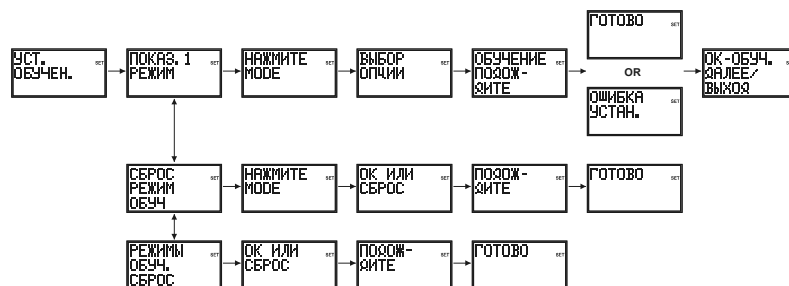 УСТ.
ОБУЧЕН.
SET
ПОКАЗ. 1
РЕЖИМ
SET
НАЖМИТЕ
MODE
SET
ВЫБОР
ОПЦИИ
SET
ОБУЧЕНИЕ
ПОДОЖ-
ДИТЕ
SET
ГОТОВО
SET
OR
ОШИБКА
УСТАН.
SET
ОК-ОБУЧ.
ДАЛЕЕ/
ВЫХОД
SET
СБРОС
РЕЖИМ
ОБУЧ
SET
НАЖМИТЕ
MODE
SET
ОК ИЛИ
СБРОС
SET
ПОДОЖ-
ДИТЕ
SET
ГОТОВО
SET
РЕЖИМЫ
ОБУЧ.
СБРОС
SET
ОК ИЛИ
СБРОС
SET
ПОДОЖ-
ДИТЕ
SET
ГОТОВО
SET